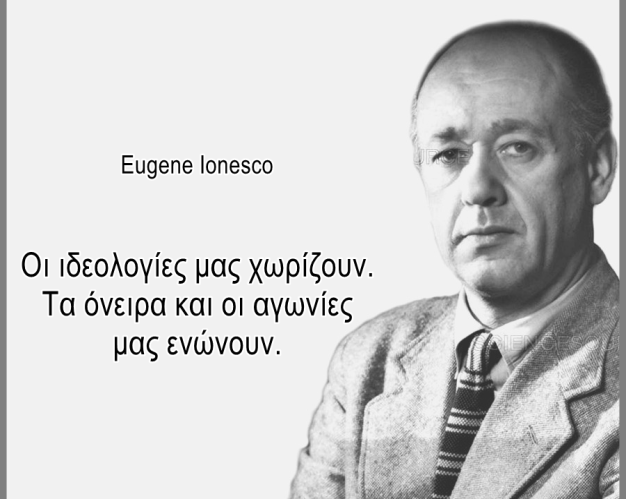 Eugene Ionesco
Οι ιδεολογίες μας χωρίζουν.
Τα όνειρα και οι αγωνίες
μας ενώνουν.